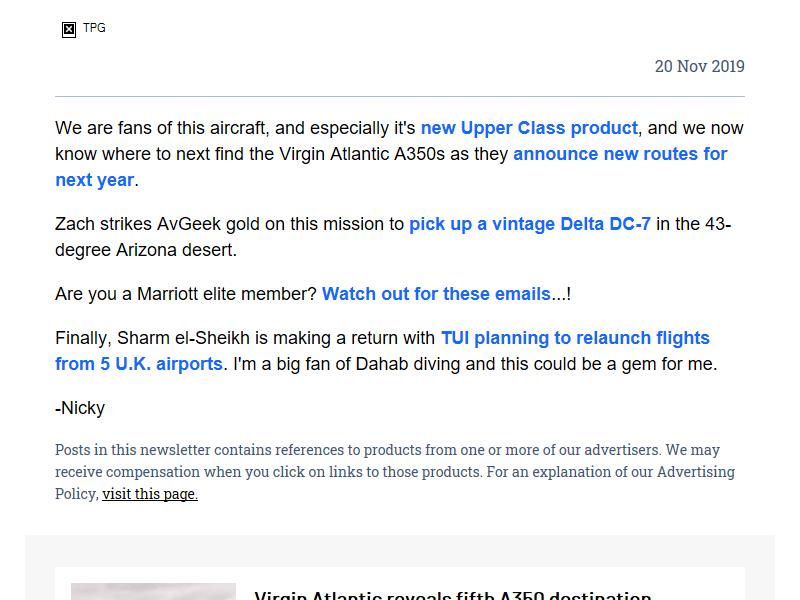 TPG
20 Nov 2019
We are fans of this aircraft, and especially it's new Upper Class product, and we now
know where to next find the Virgin Atlantic A350s as they announce new routes for
next year.
Zach strikes AvGeek gold on this mission to pick up a vintage Delta DC-7 in the 43-
degree Arizona desert.
Are you a Marriott elite member? Watch out for these emails...!
Finally, Sharm el-Sheikh is making a return with TUI planning to relaunch flights
from 5 U.K. airports. I'm a big fan of Dahab diving and this could be a gem for me.
-Nicky
Posts in this newsletter contains references to products from one or more of our advertisers. We may
receive compensation when you click on links to those products. For an explanation of our Advertising
Policy, visit this page.
Virgin Atlantic reveals fifth A350 destination